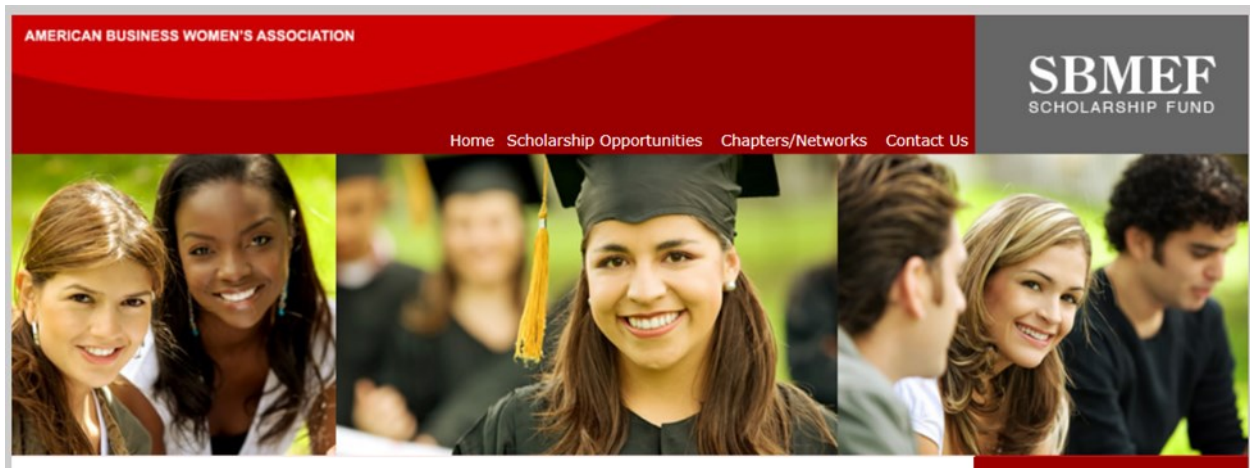 AMERICAN BUSINESS WOMEN'S ASSOCIATION
SBMEF
SCHOLARSHIP FUND
Home Scholarship Opportunities Chapters/Networks Contact Us